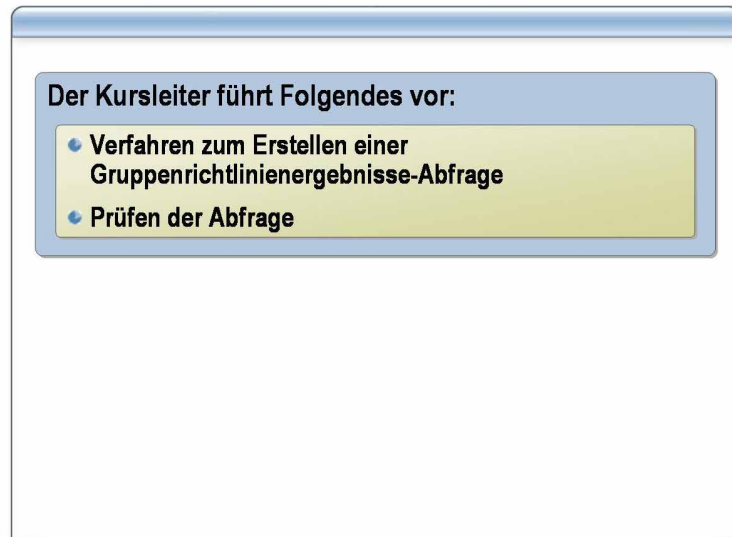 Der Kursleiter führt Folgendes vor:
Verfahren zum Erstellen einer
Gruppenrichtlinienergebnisse-Abfrage
Prüfen der Abfrage